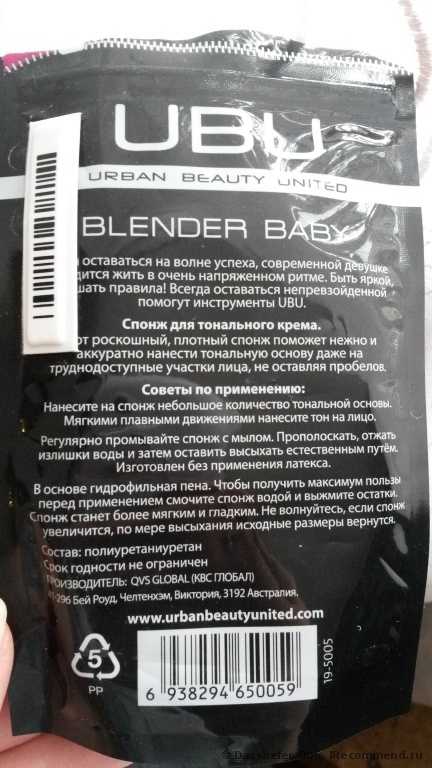 UBU
URBAN BEAUTY UNITED
BLENDER BABY
оставаться на волне успеха, современной девушке
жить в очень напряженном ритме. Быть яркой,
правила! Всегда оставаться непревзойденной
помогут инструменты UBU.
Спонж для тонального крема.
роскошный, плотный спонж поможет нежно и
аккуратно нанести тональную основу даже на
труднодоступные участки лица, не оставляя пробелов.
Советы по применению:
Нанесите на спонж небольшое количество тональной основы.
Мягкими плавными движениями нанесите тон на лицо.
Регулярно промывайте спонж с мылом. Прополоскать, отжать
излишки воды и затем оставить высыхать естественным путём.
Изготовлен без применения латекса.
В основе гидрофильная пена. Чтобы получить максимум пользы
перед применением смочите спонж водой и выжмите остатки.
Спонж станет более мягким и гладким. Не волнуйтесь, если спонж
увеличится, по мере высыхания исходные размеры вернутся.
Состав: полиуретаниуретан
Срок годности не ограничен
ПРОИЗВОДИТЕЛЬ: QVS GLOBAL (КВС ГЛОБАЛ)
Бей Роуд, Челтенхэм, Виктория, 3192 Австралия.
www.urbanbeautyunited.com
5
PP
6 938294 650059
19-5005
IRecommend.ru